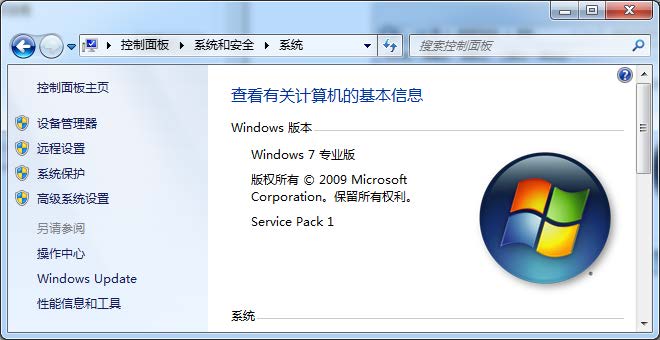 控制面板 系统和安全 系统
搜索控制面板
控制面板主页
设备管理器
远程设置
系统保护
高级系统设置
另请参阅
操作中心
Windows Update
性能信息和工具
查看有关计算机的基本信息
Windows 版本
Windows 7 专业版
版权所有 © 2009 Microsoft
Corporation。保留所有权利。
Service Pack 1
系统